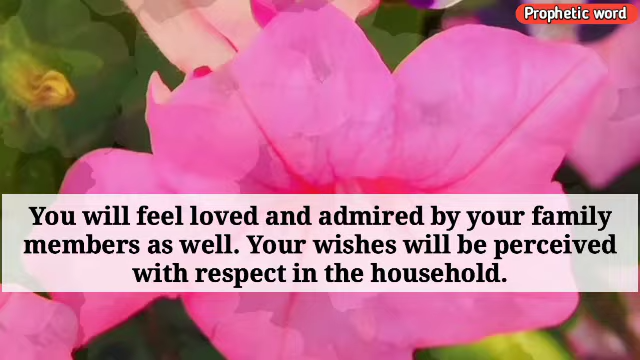 Prophetic word
You will feel loved and admired by your family
members as well. Your wishes will be perceived
with respect in the household.